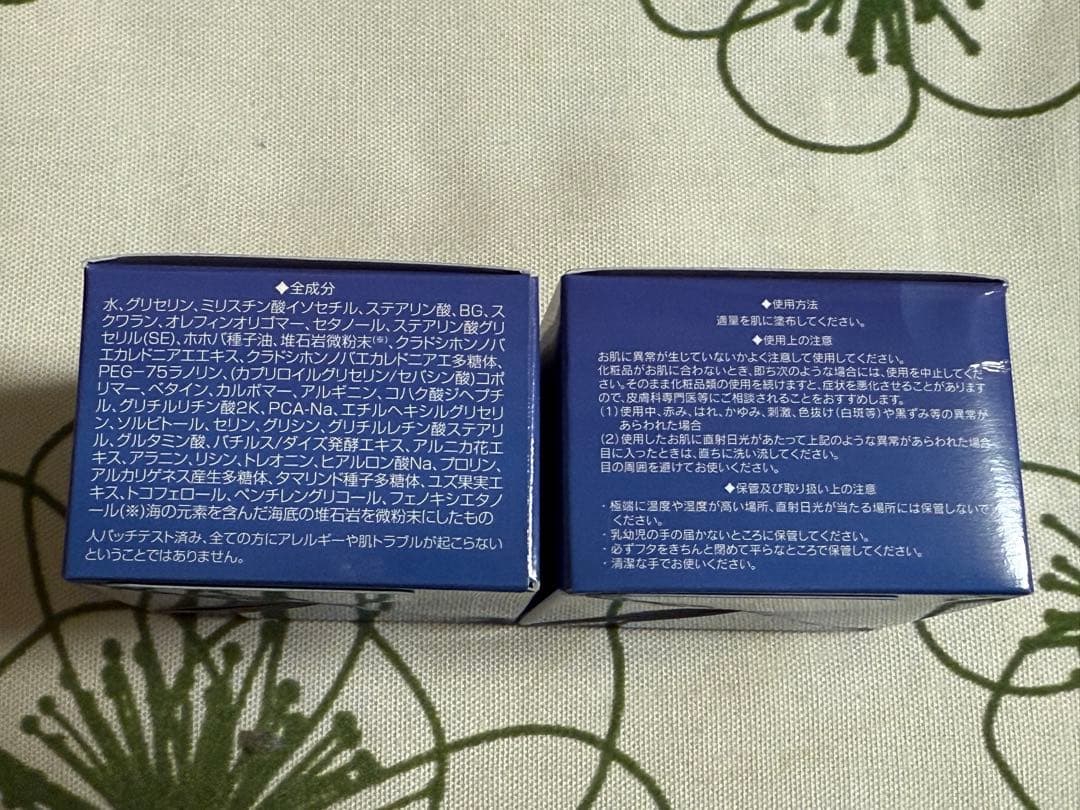 ◆全成分
水、グリセリン、ミリスチン酸イソセチル、ステアリン酸、BG、ス
クワラン、オレフィンオリゴマー、セタノール、ステアリン酸グリ
セリル(SE)、ホホバ種子油、堆石岩微粉末(※)、クラドシホンノバ
エカレドニアエエキス、クラドシホンノバエカレドニアエ多糖体、
PEG-75ラノリン、(カプリロイルグリセリン/セバシン酸)コポ
リマー、ベタイン、カルボマー、アルギニン、コハク酸ジヘプチ
ル、グリチルリチン酸2K、PCA-Na、エチルヘキシルグリセリ
ン、ソルビトール、セリン、グリシン、グリチルレチン酸ステアリ
ル、グルタミン酸、バチルス/ダイズ発酵エキス、アルニカ花エ
キス、アラニン、リシン、トレオニン、ヒアルロン酸Na、プロリン、
アルカリゲネス産生多糖体、タマリンド種子多糖体、ユズ果実エ
キス、トコフェロール、ペンチレングリコール、フェノキシエタノ
ール(※)海の元素を含んだ海底の堆石岩を微粉末にしたもの
人パッチテスト済み、全ての方にアレルギーや肌トラブルが起こらない
ということではありません。
◆使用方法
適量を肌に塗布してください。
◆使用上の注意
お肌に異常が生じていないかよく注意して使用してください。
化粧品がお肌に合わないとき、即ち次のような場合には、使用を中止してくだ
さい。そのまま化粧品類の使用を続けますと、症状を悪化させることがあります
ので、皮膚科専門医等にご相談されることをおすすめします。
(1)使用中、赤み、はれ、かゆみ、刺激、色抜け(白斑等)や黒ずみ等の異常が
あらわれた場合
(2)使用したお肌に直射日光があたって上記のような異常があらわれた場合
目に入ったときは、直ちに洗い流してください。
目の周囲を避けてお使いください。
◆保管及び取り扱い上の注意
・極端に温度や湿度が高い場所、直射日光が当たる場所には保管しないで
ください。
・乳幼児の手の届かないところに保管してください。
・必ずフタをきちんと閉めて平らなところで保管してください。
・清潔な手でお使いください。